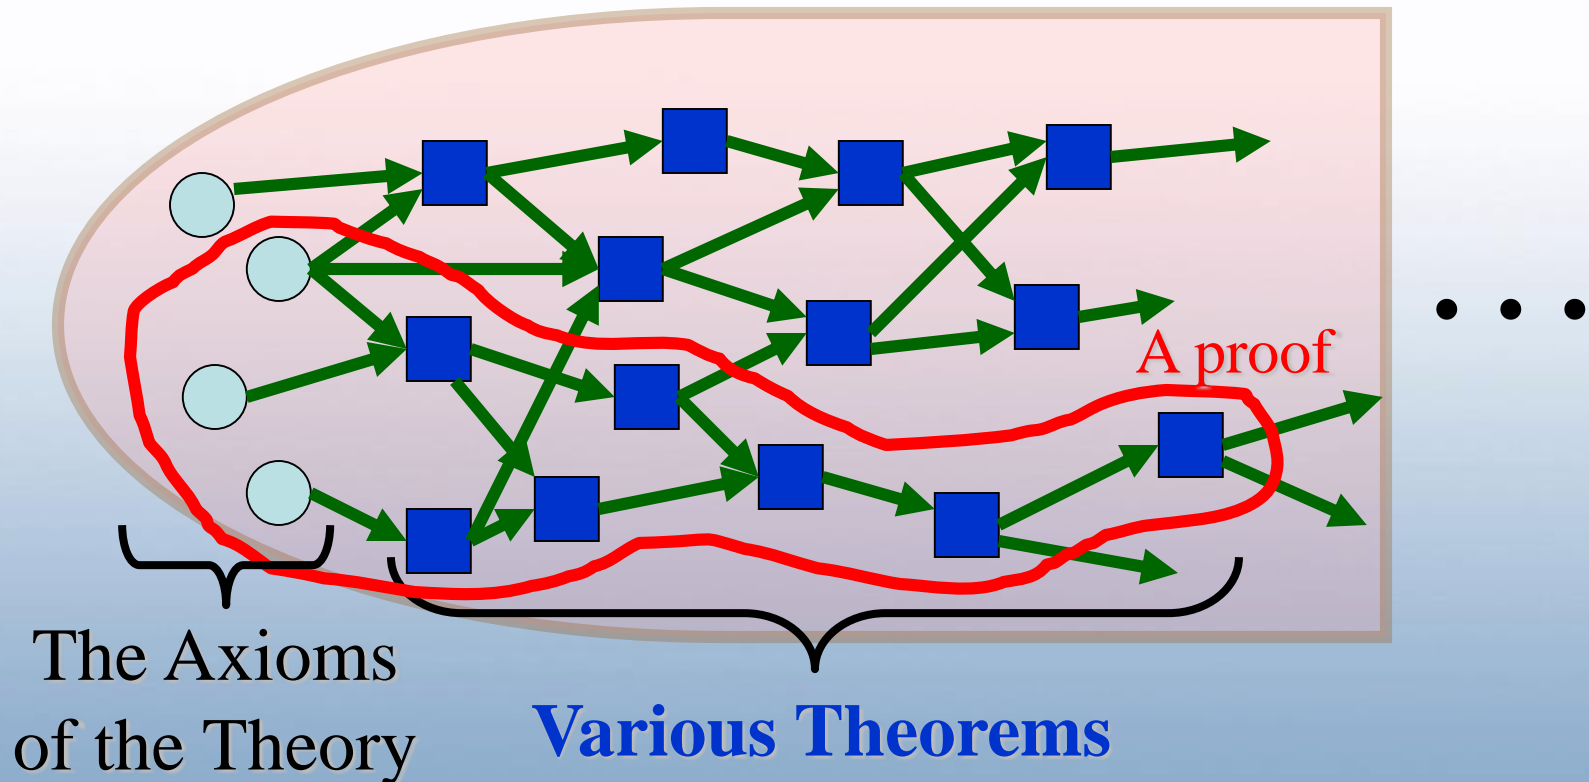 A proof
The Axioms
of the Theory
Various Theorems